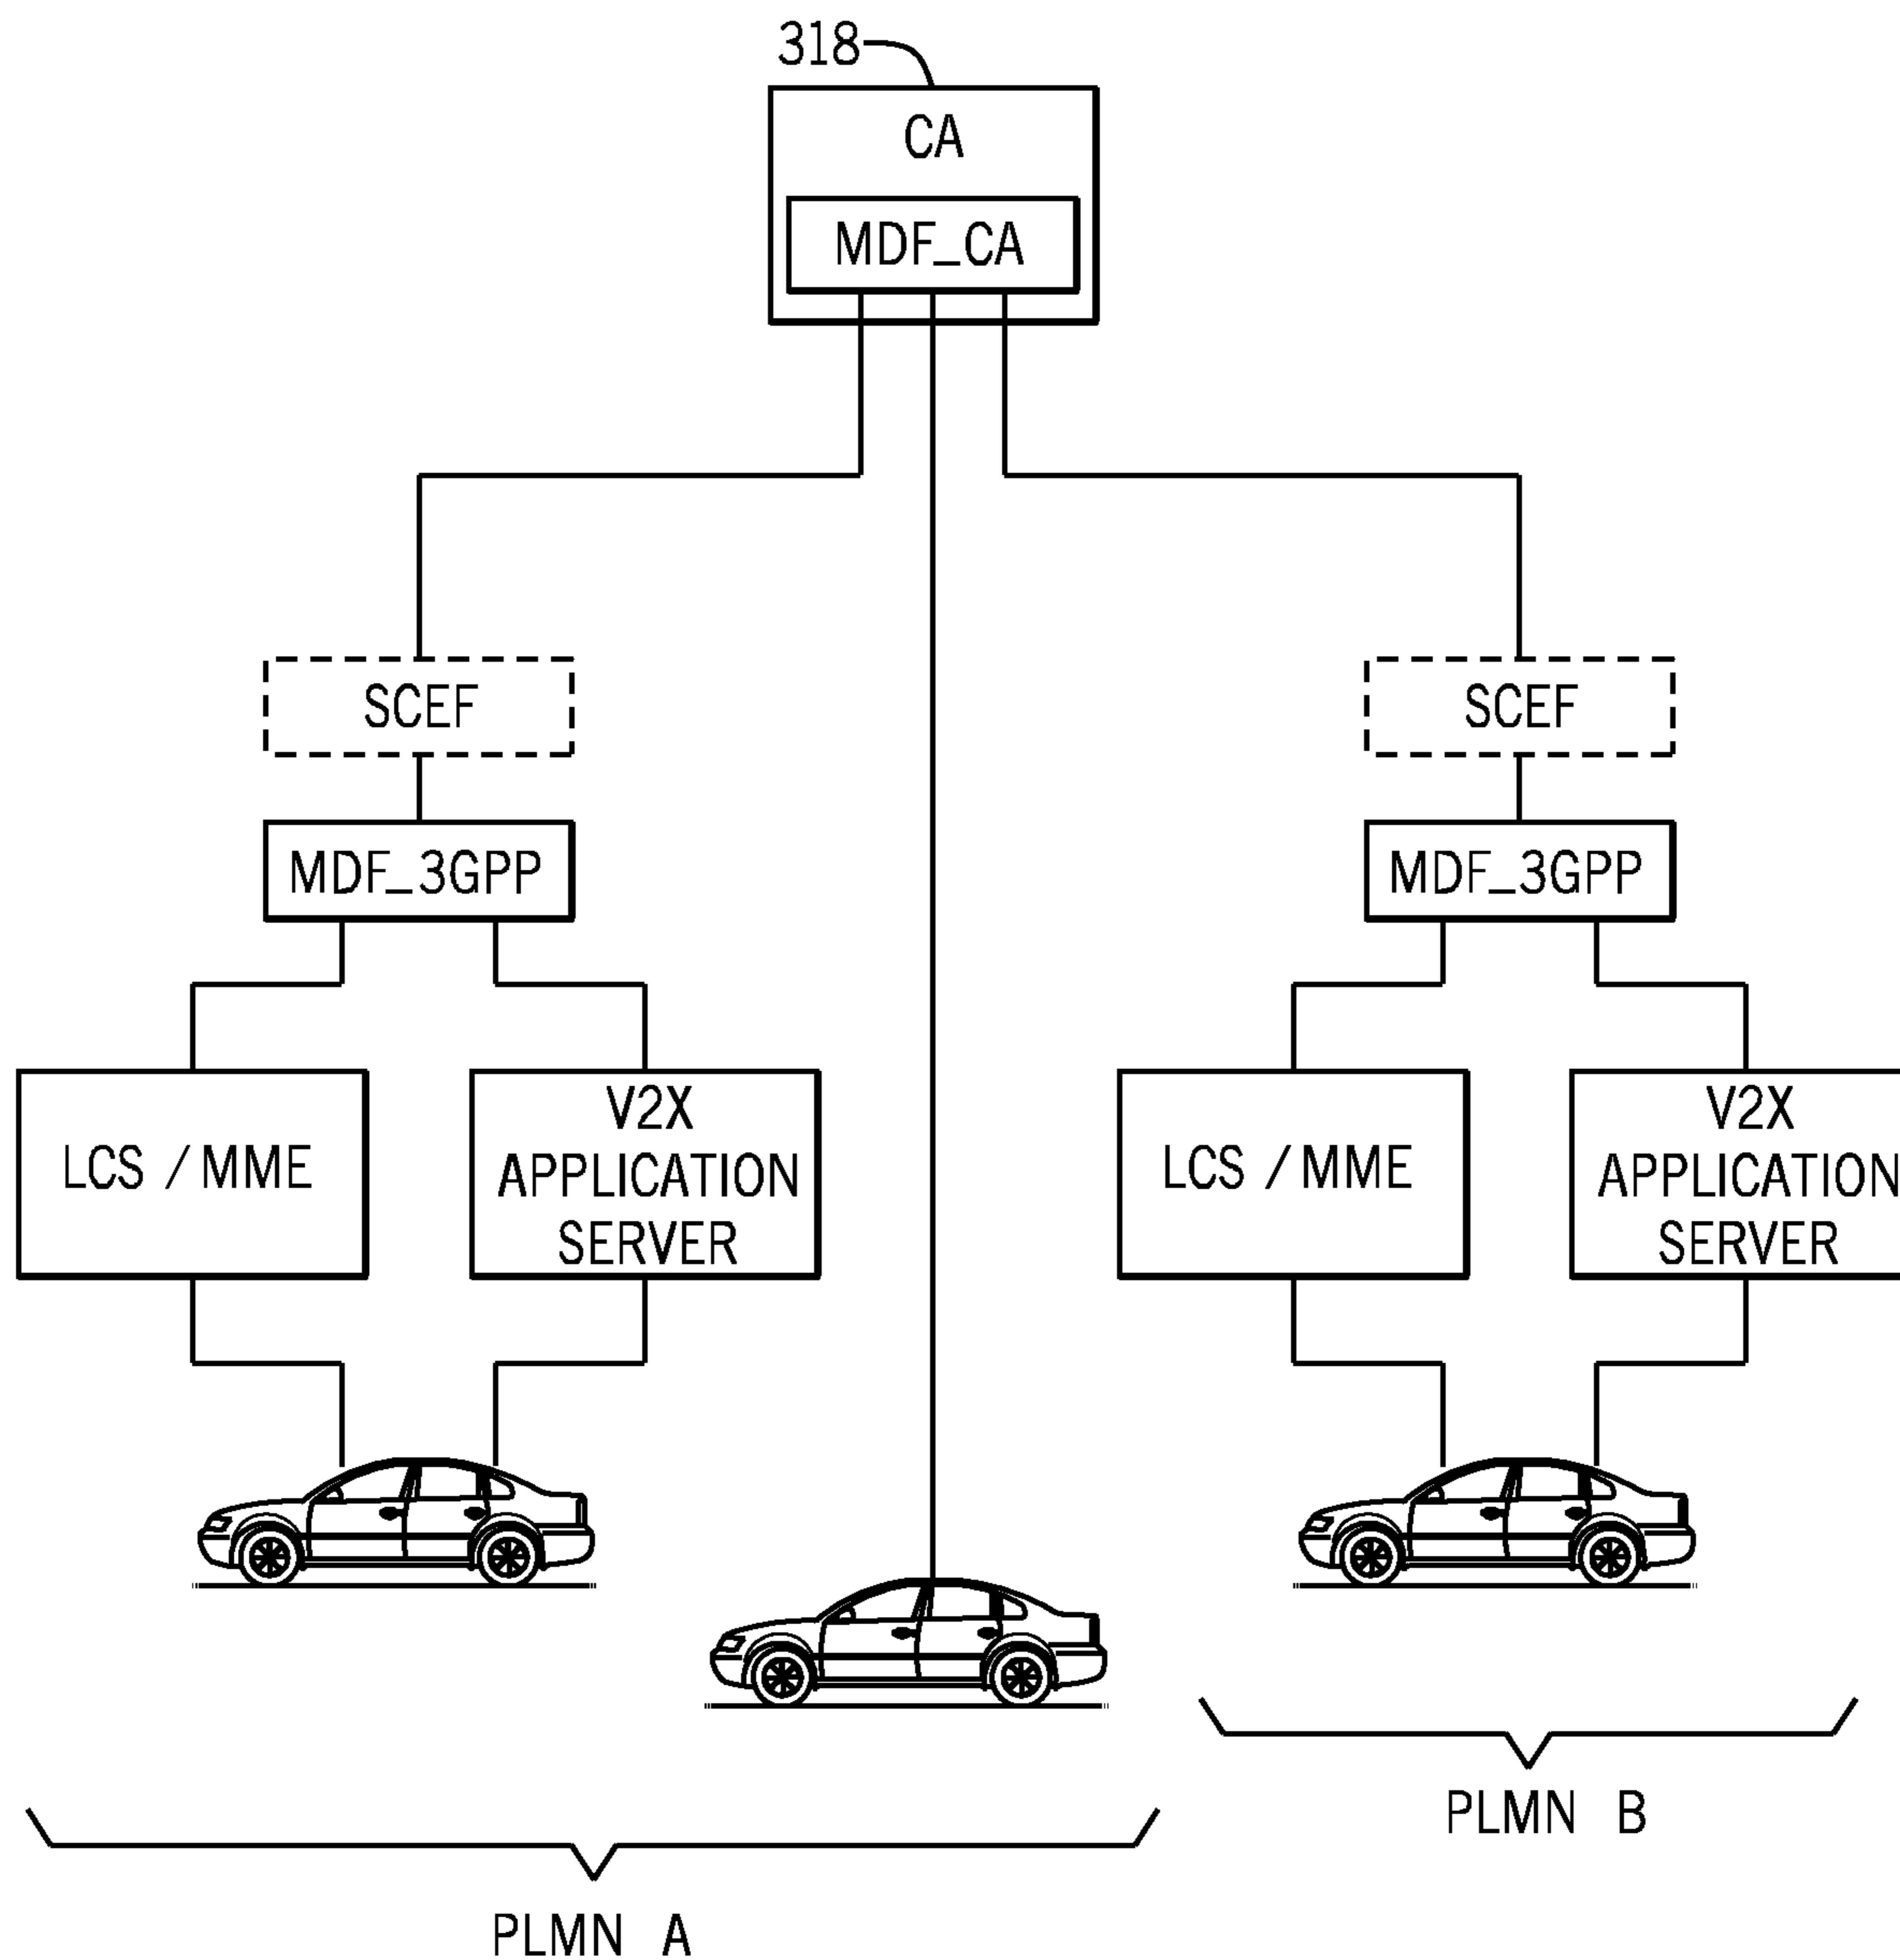 318
CA
MDF_CA
SCEF
SCEF
MDF_3GPP
MDF_3GPP
LCS / MME
V2X
APPLICATION
SERVER
LCS / MME
V2X
APPLICATION
SERVER
PLMN B
PLMN A